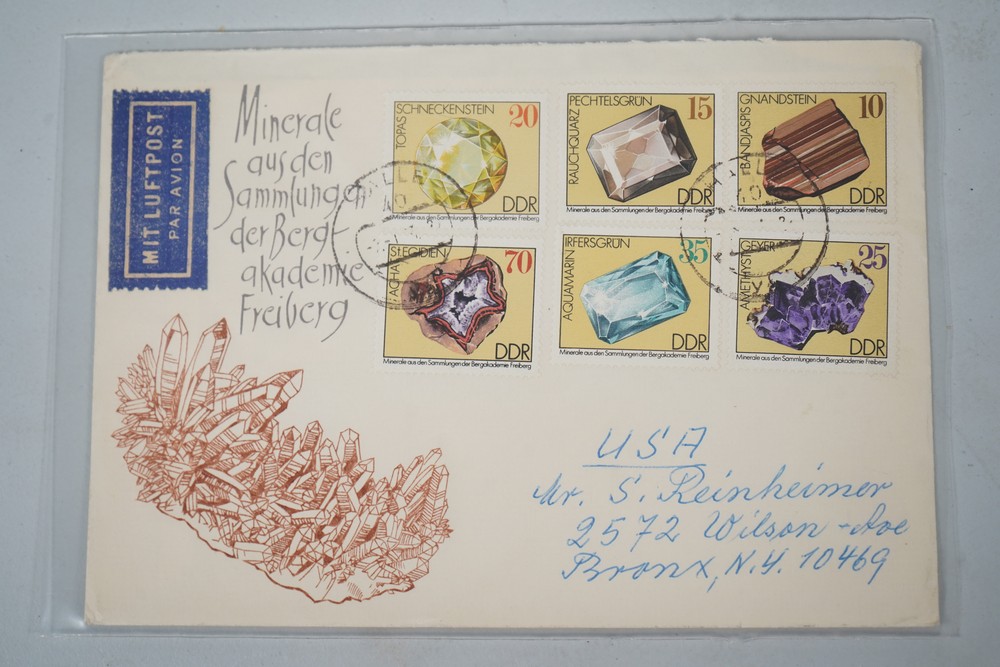 MIT LUFTPOST
PAR AVION
Minerale
aus den
Sammlungen
der Berg-
akademie
Freiberg
TOPAS SCHNECKENSTEIN 20
Minerale aus den Sammlungen der Bergakademie Freiberg
RAUCHQUARZ PECHTELSGRÜN 15
DDR
Minerale aus den Sammlungen der Bergakademie Freiberg
BANDJASPIS GNANDSTEIN 10
DDR
Minerale aus den Sammlungen der Bergakademie Freiberg
ACHAT ST.EGIDIEN 70
DDR
Minerale aus den Sammlungen der Bergakademie Freiberg
AQUAMARIN IRFERSGRÜN 35
DDR
Minerale aus den Sammlungen der Bergakademie Freiberg
AMETHYST GEYER 25
DDR
Minerale aus den Sammlungen der Bergakademie Freiberg
HALLE
USA
Mr. S. Reinheimer
2572 Wilson-Ave
Bronx, N.Y. 10469